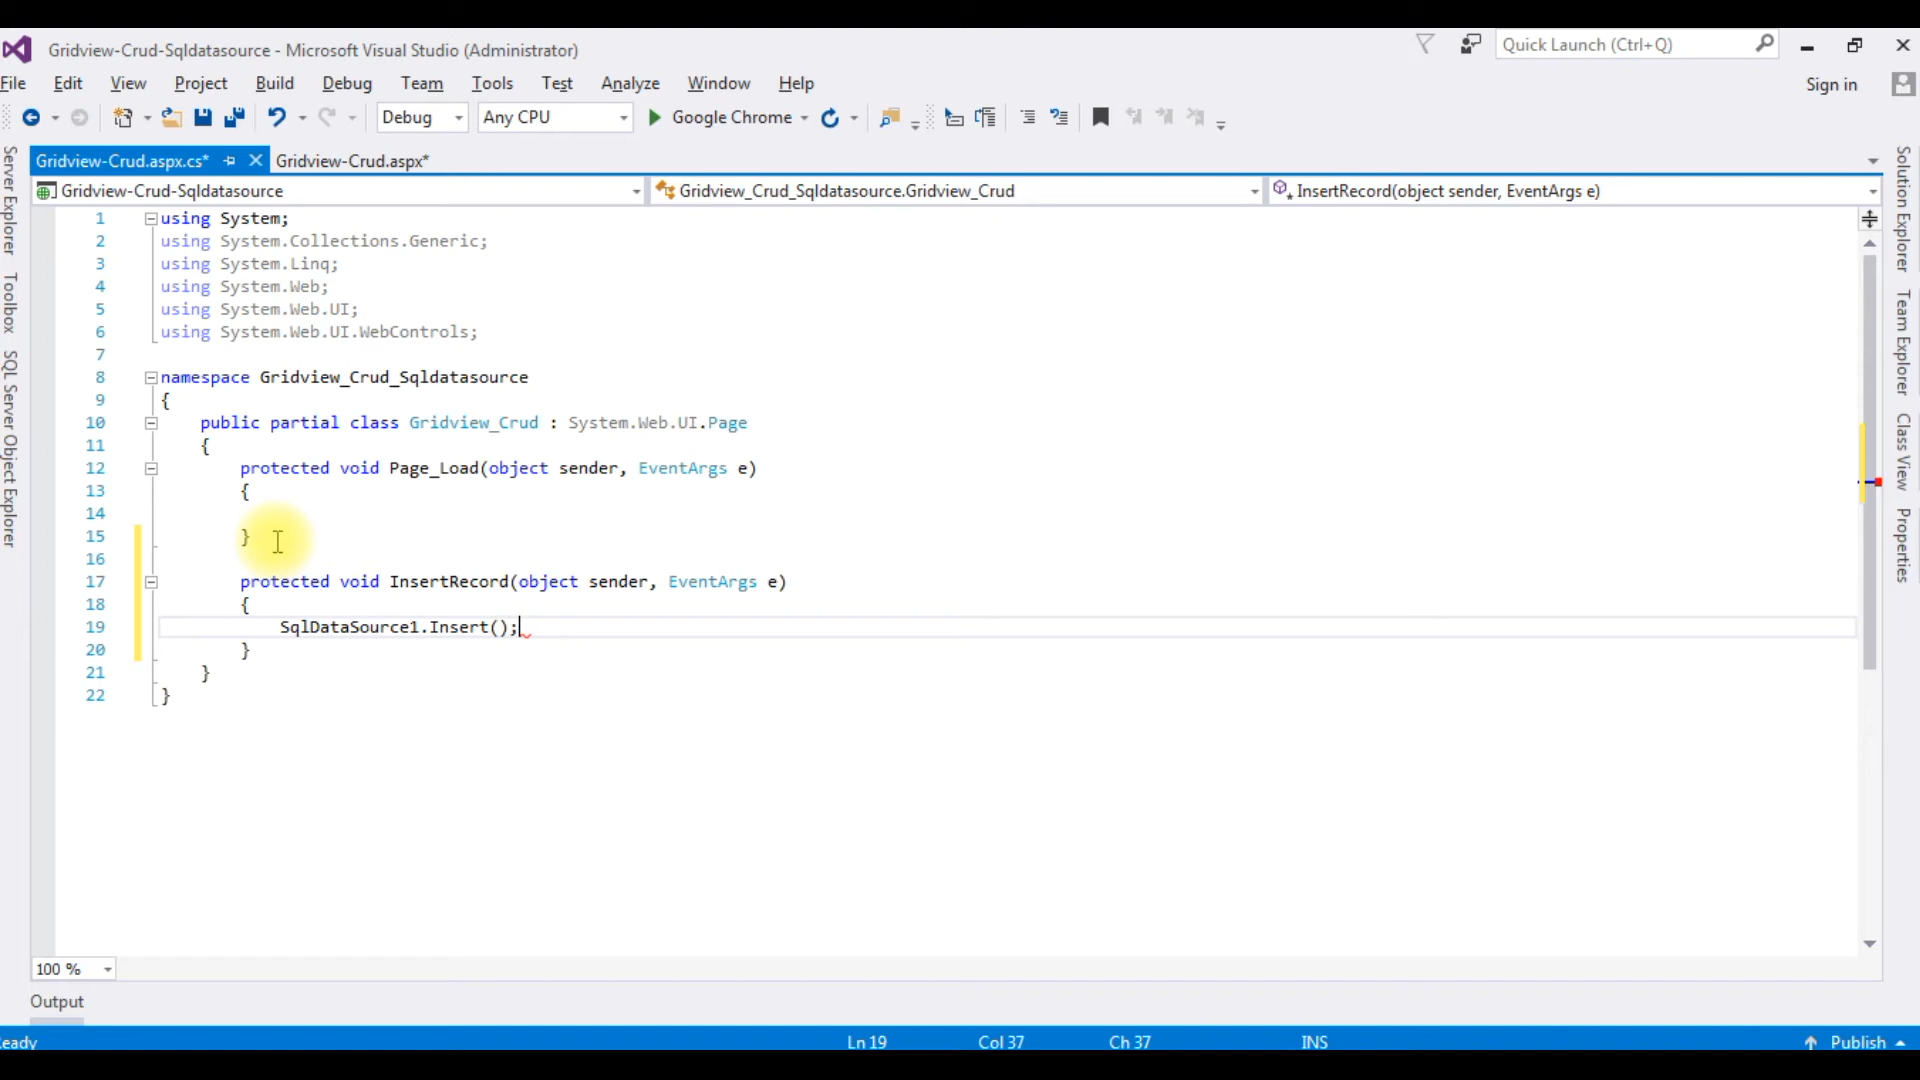 Gridview-Crud-Sqldatasource - Microsoft Visual Studio (Administrator)
Quick Launch (Ctrl+Q)
File Edit View Project Build Debug Team Tools Test Analyze Window Help
Sign in
Debug Any CPU Google Chrome
Gridview-Crud.aspx.cs* Gridview-Crud.aspx*
Gridview-Crud-Sqldatasource Gridview_Crud_Sqldatasource.Gridview_Crud InsertRecord(object sender, EventArgs e)
1 using System;
2 using System.Collections.Generic;
3 using System.Linq;
4 using System.Web;
5 using System.Web.UI;
6 using System.Web.UI.WebControls;
7
8 namespace Gridview_Crud_Sqldatasource
9 {
10 public partial class Gridview_Crud : System.Web.UI.Page
11 {
12 protected void Page_Load(object sender, EventArgs e)
13 {
14
15 }
16
17 protected void InsertRecord(object sender, EventArgs e)
18 {
19 SqlDataSource1.Insert();
20 }
21 }
22 }
Server Explorer
Toolbox
SQL Server Object Explorer
Solution Explorer
Team Explorer
Class View
Properties
100 %
Output
eady Ln 19 Col 37 Ch 37 INS Publish